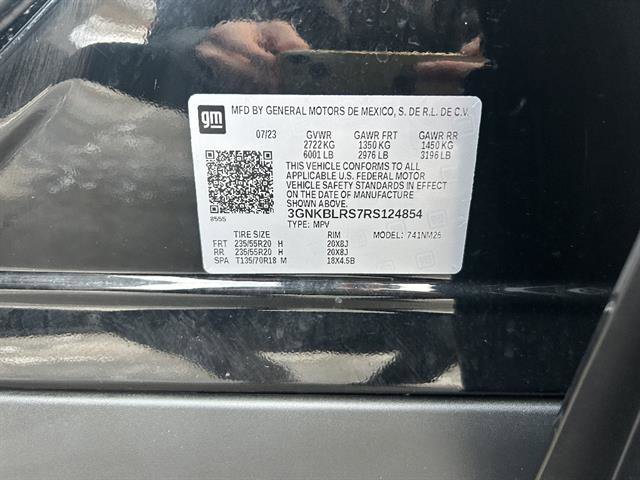 gm MFD BY GENERAL MOTORS DE MEXICO, S. DE R.L. DE C.V.
07/23 GVWR GAWR FRT GAWR RR
2722 KG 1350 KG 1450 KG
6001 LB 2976 LB 3196 LB
THIS VEHICLE CONFORMS TO ALL
APPLICABLE U.S. FEDERAL MOTOR
VEHICLE SAFETY STANDARDS IN EFFECT
ON THE DATE OF MANUFACTURE
SHOWN ABOVE.
3GNKBLRS7RS124854
8555 TYPE: MPV
TIRE SIZE RIM MODEL: 741NM26
FRT 235/55R20 H 20X8J
RR 235/55R20 H 20X8J
SPA T135/70R18 M 18X4.5B